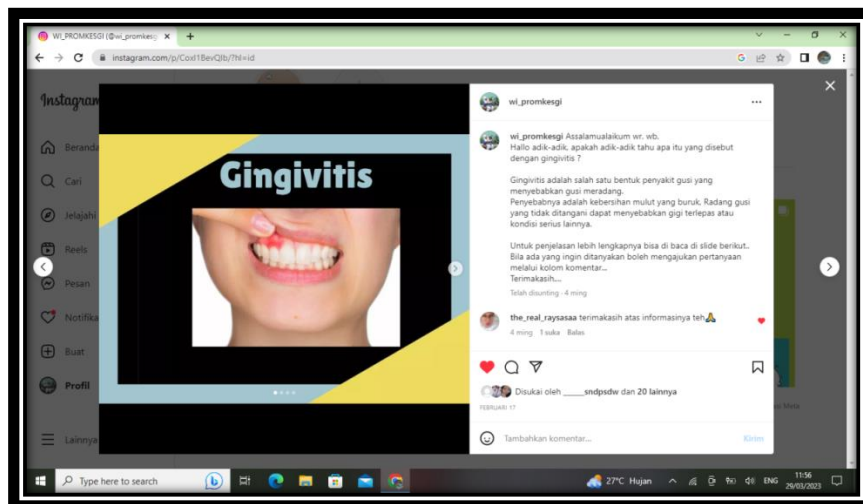 WI_PROMKESGI (@wi_promkesgi
instagram.com/p/CoxI18evQIb/?hl=id
Instagram
Beranda
Cari
Jelajahi
Reels
Pesan
Notifika
Buat
Profil
Lainnya
Gingivitis
wi_promkesgi
wi_promkesgi Assalamualaikum wr. wb.
Hallo adik-adik, apakah adik-adik tahu apa itu yang disebut
dengan gingivitis ?
Gingivitis adalah salah satu bentuk penyakit gusi yang
menyebabkan gusi meradang.
Penyebabnya adalah kebersihan mulut yang buruk. Radang gusi
yang tidak ditangani dapat menyebabkan gigi terlepas atau
kondisi serius lainnya.
Untuk penjelasan lebih lengkapnya bisa di baca di slide berikut..
Bila ada yang ingin ditanyakan boleh mengajukan pertanyaan
melalui kolom komentar...
Terimakasih....
Telah disunting · 4 ming
the_real_raysasaa terimakasih atas informasinya teh🙏
4 ming 1 suka Balas
Disukai oleh _____sndpsdw dan 20 lainnya
FEBRUARI 17
Tambahkan komentar...
Kirim
Meta
Type here to search
27°C Hujan
ENG
11:56
29/03/2023